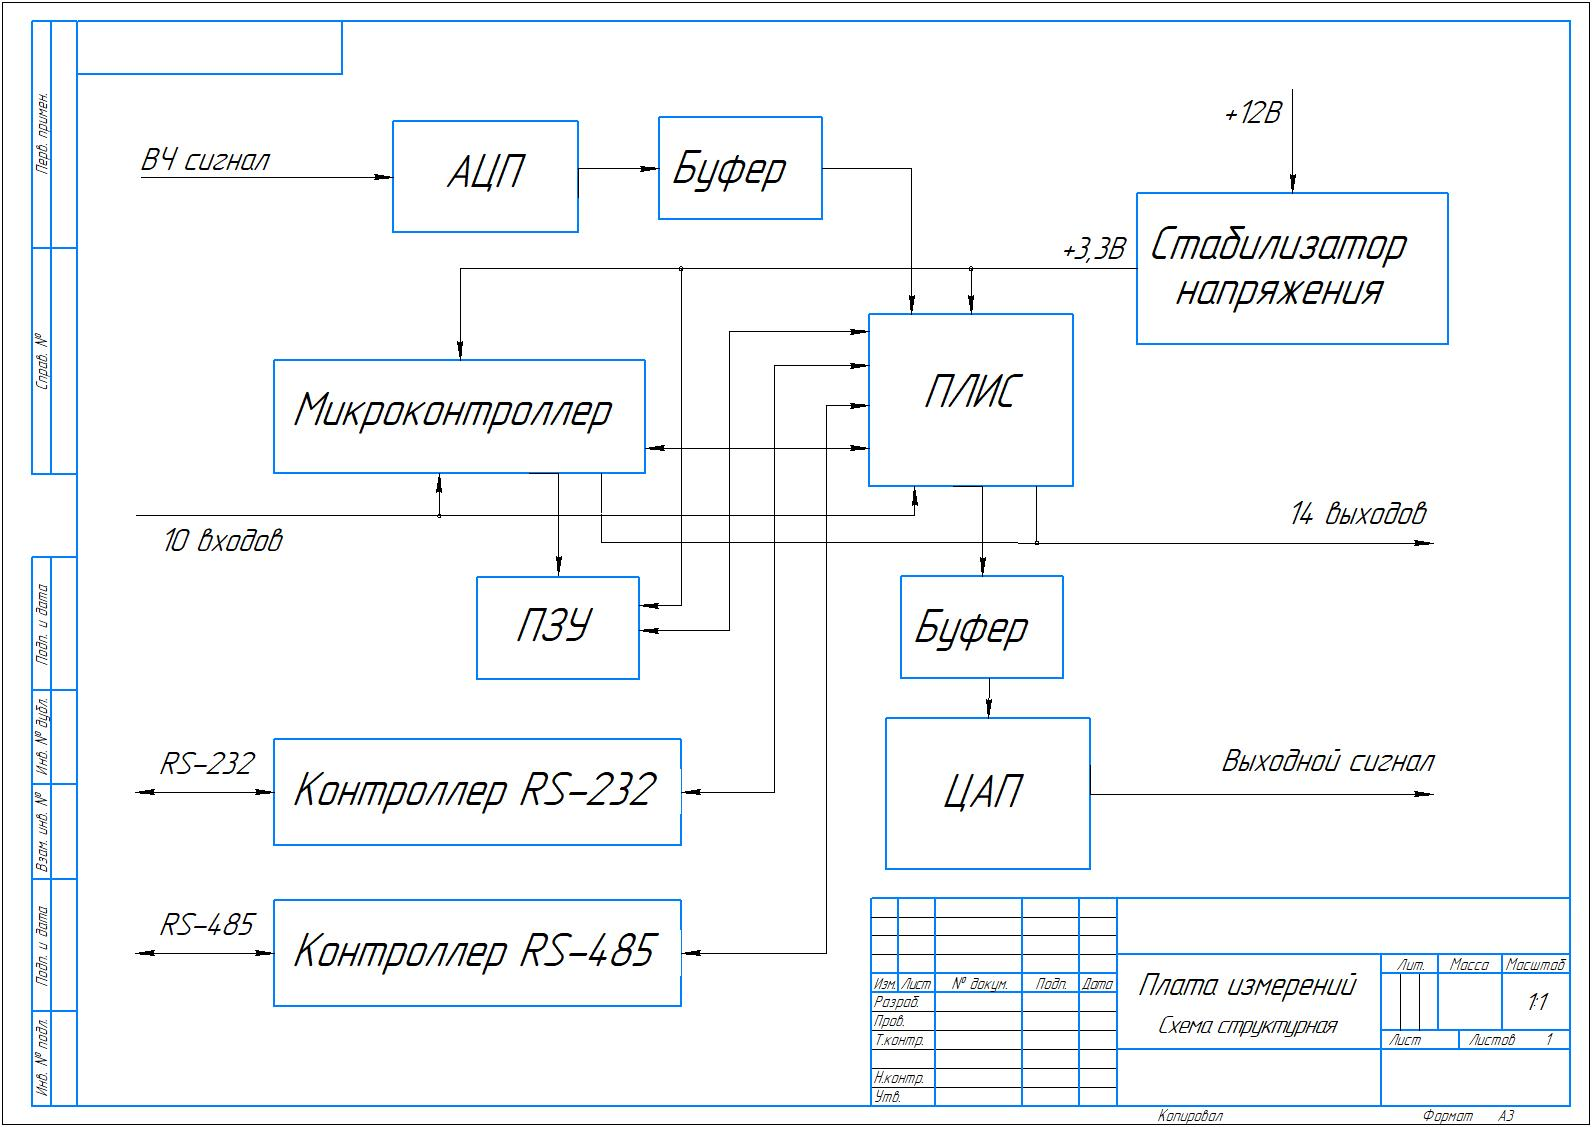 Перв. примен.
Справ. №
Подп. и дата
Инв. № дубл.
Взам. инв. №
Подп. и дата
Инв. № подл.
ВЧ сигнал
АЦП
Буфер
+12В
+3,3В
Стабилизатор
напряжения
Микроконтроллер
ПЛИС
10 входов
14 выходов
ПЗУ
Буфер
RS-232
Контроллер RS-232
ЦАП
Выходной сигнал
RS-485
Контроллер RS-485
Изм. Лист № докум. Подп. Дата
Разраб.
Пров.
Т.контр.
Н.контр.
Утв.
Плата измерений
Схема структурная
Лит. Масса Масштаб
1:1
Лист Листов 1
Копировал Формат А3